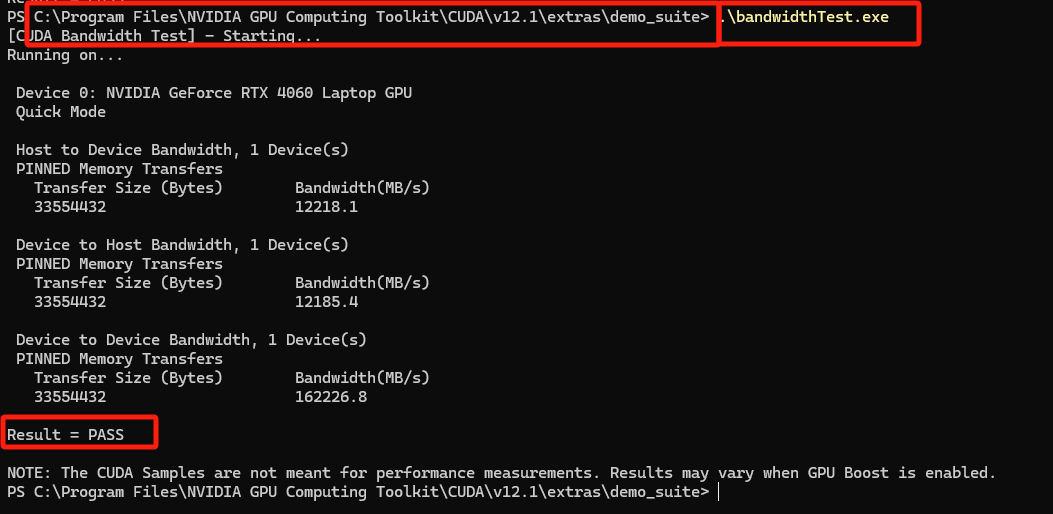 PS C:\Program Files\NVIDIA GPU Computing Toolkit\CUDA\v12.1\extras\demo_suite> .\bandwidthTest.exe
[CUDA Bandwidth Test] - Starting...
Running on...
Device 0: NVIDIA GeForce RTX 4060 Laptop GPU
Quick Mode
Host to Device Bandwidth, 1 Device(s)
PINNED Memory Transfers
Transfer Size (Bytes) Bandwidth(MB/s)
33554432 12218.1
Device to Host Bandwidth, 1 Device(s)
PINNED Memory Transfers
Transfer Size (Bytes) Bandwidth(MB/s)
33554432 12185.4
Device to Device Bandwidth, 1 Device(s)
PINNED Memory Transfers
Transfer Size (Bytes) Bandwidth(MB/s)
33554432 162226.8
Result = PASS
NOTE: The CUDA Samples are not meant for performance measurements. Results may vary when GPU Boost is enabled.
PS C:\Program Files\NVIDIA GPU Computing Toolkit\CUDA\v12.1\extras\demo_suite>